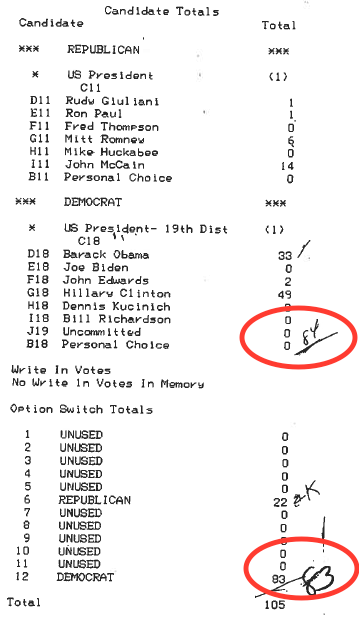 Candidate Totals
Candidate Total
*** REPUBLICAN ***
* US President (1)
C11
D11 Rudy Giuliani 1
E11 Ron Paul 1
F11 Fred Thompson 0
G11 Mitt Romney 6
H11 Mike Huckabee 0
I11 John McCain 14
B11 Personal Choice 0
*** DEMOCRAT ***
* US President- 19th Dist (1)
C18
D18 Barack Obama 33
E18 Joe Biden 0
F18 John Edwards 2
G18 Hillary Clinton 49
H18 Dennis Kucinich 0
I18 Bill Richardson 0
J19 Uncommitted 0 84
B18 Personal Choice 0
Write In Votes
No Write In Votes In Memory
Option Switch Totals
1 UNUSED 0
2 UNUSED 0
3 UNUSED 0
4 UNUSED 0
5 UNUSED 0
6 REPUBLICAN 22
7 UNUSED 0
8 UNUSED 0
9 UNUSED 0
10 UNUSED 0
11 UNUSED 0
12 DEMOCRAT 83 83
Total 105